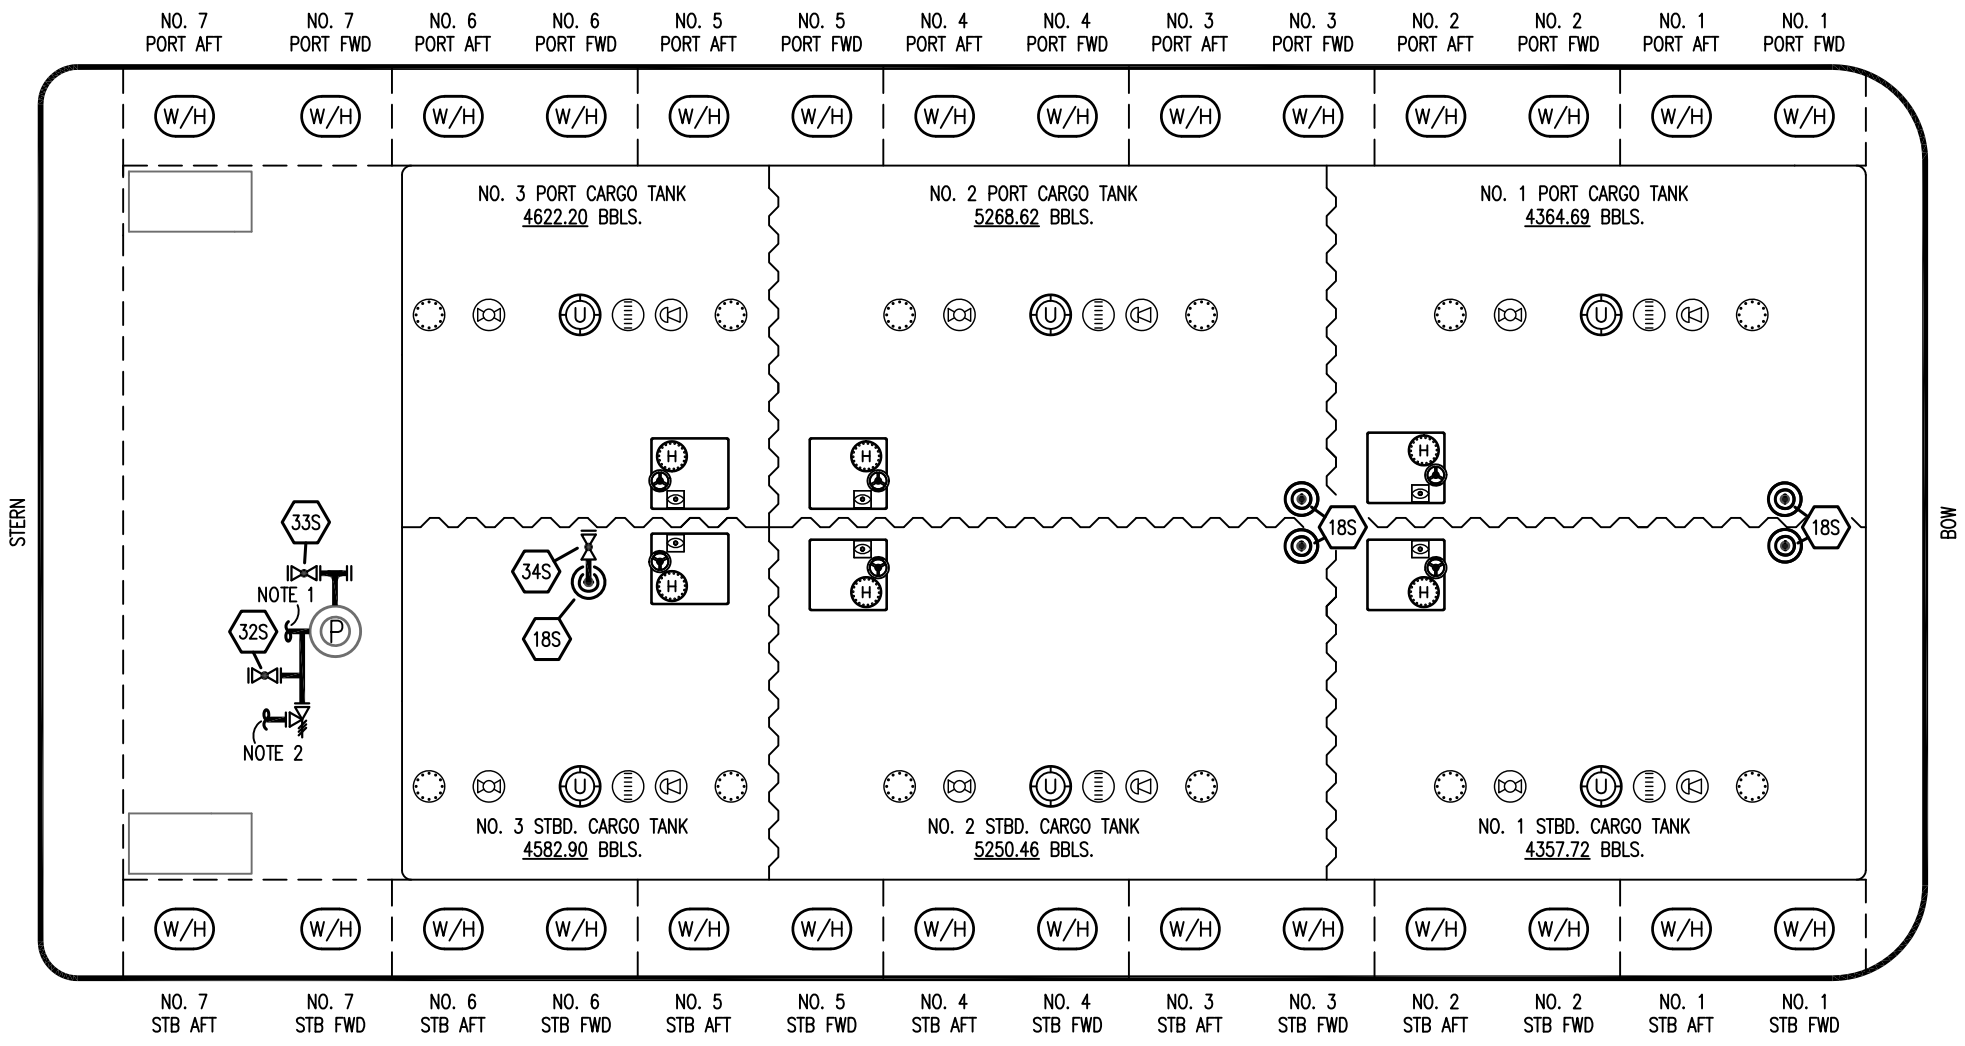 NO. 7
PORT AFT
NO. 7
PORT FWD
NO. 6
PORT AFT
NO. 6
PORT FWD
NO. 5
PORT AFT
NO. 5
PORT FWD
NO. 4
PORT AFT
NO. 4
PORT FWD
NO. 3
PORT AFT
NO. 3
PORT FWD
NO. 2
PORT AFT
NO. 2
PORT FWD
NO. 1
PORT AFT
NO. 1
PORT FWD
W/H
W/H
W/H
W/H
W/H
W/H
W/H
W/H
W/H
W/H
W/H
W/H
W/H
W/H
NO. 3 PORT CARGO TANK
4622.20 BBLS.
NO. 2 PORT CARGO TANK
5268.62 BBLS.
NO. 1 PORT CARGO TANK
4364.69 BBLS.
U
U
U
H
H
H
STERN
BOW
33S
34S
18S
18S
18S
NOTE 1
32S
P
NOTE 2
H
H
H
U
U
U
NO. 3 STBD. CARGO TANK
4582.90 BBLS.
NO. 2 STBD. CARGO TANK
5250.46 BBLS.
NO. 1 STBD. CARGO TANK
4357.72 BBLS.
W/H
W/H
W/H
W/H
W/H
W/H
W/H
W/H
W/H
W/H
W/H
W/H
W/H
W/H
NO. 7
STB AFT
NO. 7
STB FWD
NO. 6
STB AFT
NO. 6
STB FWD
NO. 5
STB AFT
NO. 5
STB FWD
NO. 4
STB AFT
NO. 4
STB FWD
NO. 3
STB AFT
NO. 3
STB FWD
NO. 2
STB AFT
NO. 2
STB FWD
NO. 1
STB AFT
NO. 1
STB FWD